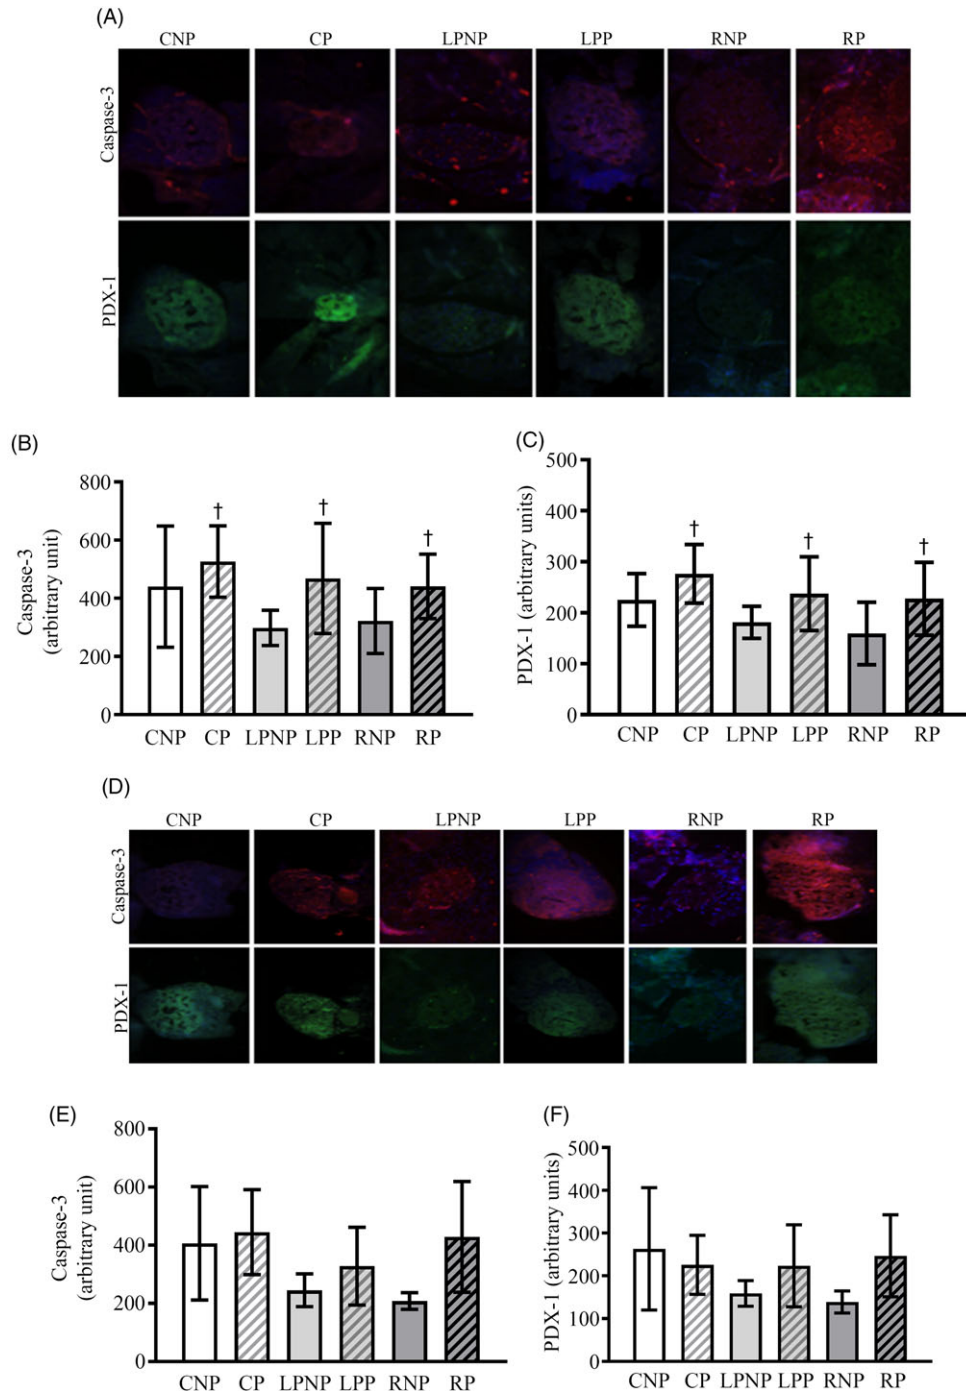 (A)
CNP CP LPNP LPP RNP RP
Caspase-3
PDX-1
(B)
Caspase-3
(arbitrary unit)
800
600
400
200
0
† † †
CNP CP LPNP LPP RNP RP
(C)
PDX-1 (arbitrary units)
500
400
300
200
100
0
† † †
CNP CP LPNP LPP RNP RP
(D)
CNP CP LPNP LPP RNP RP
Caspase-3
PDX-1
(E)
Caspase-3
(arbitrary unit)
800
600
400
200
0
CNP CP LPNP LPP RNP RP
(F)
PDX-1 (arbitrary units)
500
400
300
200
100
0
CNP CP LPNP LPP RNP RP